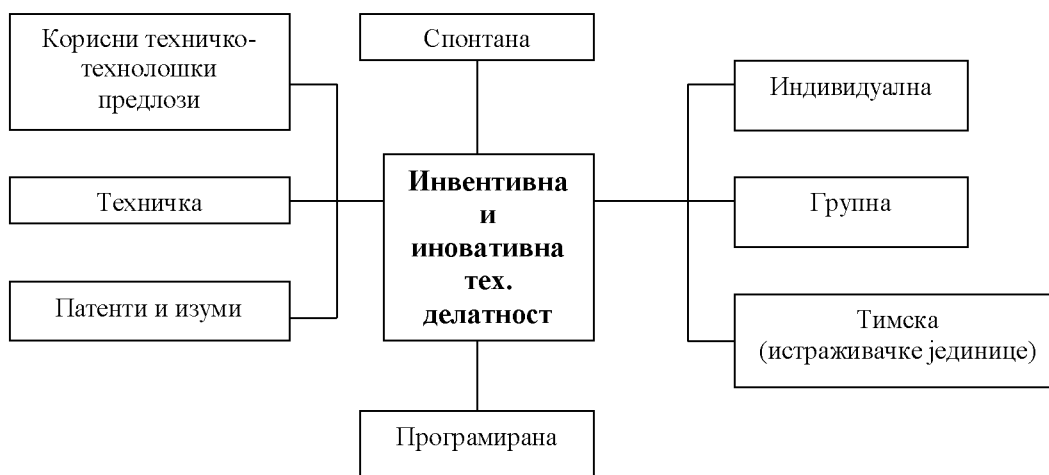 Корисни техничко-
технолошки
предлози
Спонтана
Индивидуална
Техничка
Инвентивна
и
иновативна
тех.
делатност
Групна
Патенти и изуми
Тимска
(истраживачке јединице)
Програмирана